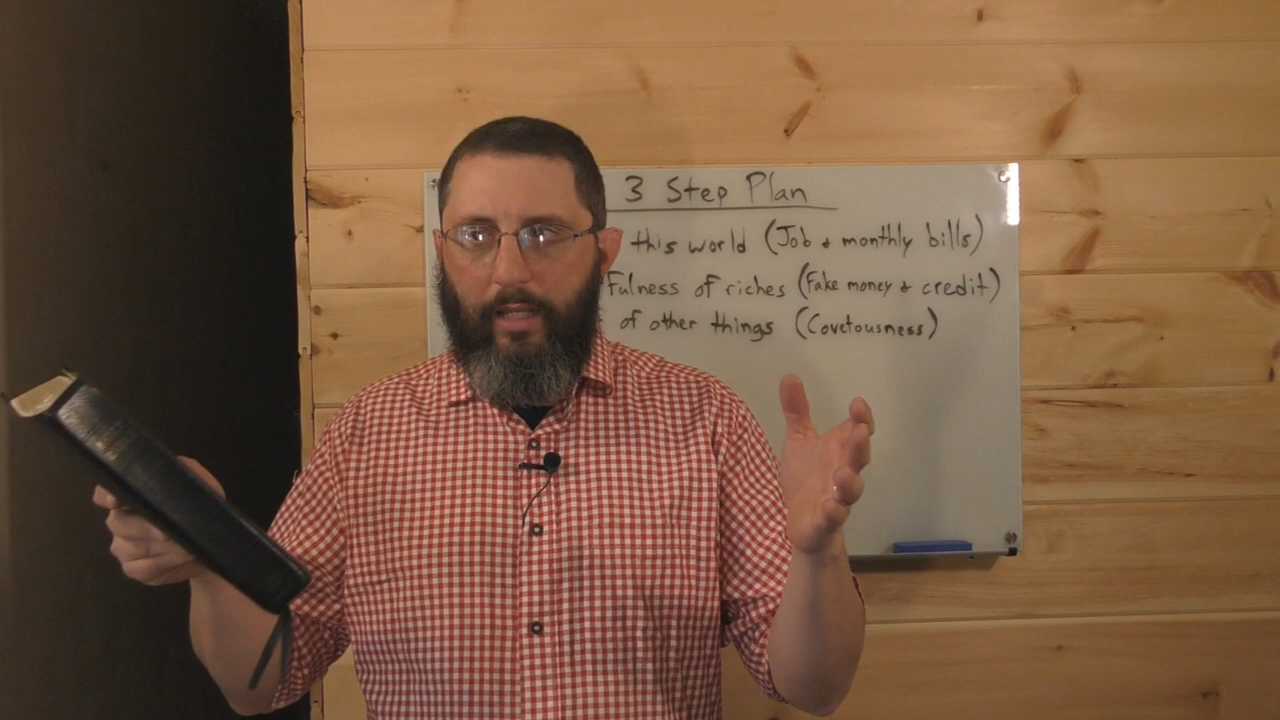 3 Step Plan
this world (Job & monthly bills)
fulness of riches (Fake money & credit)
of other things (Covetousness)